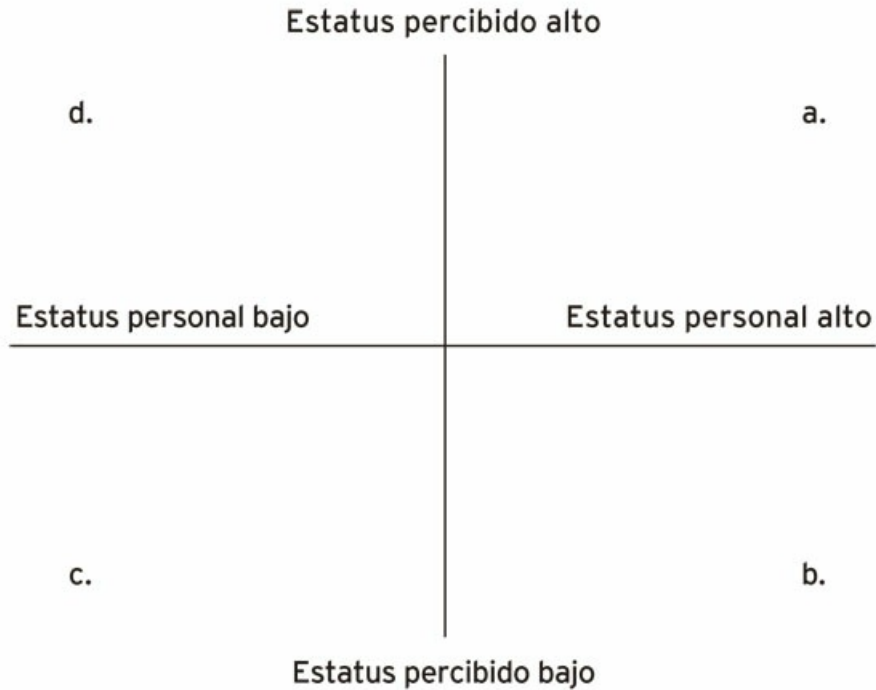 Estatus percibido alto
d. a.
Estatus personal bajo Estatus personal alto
c. b.
Estatus percibido bajo